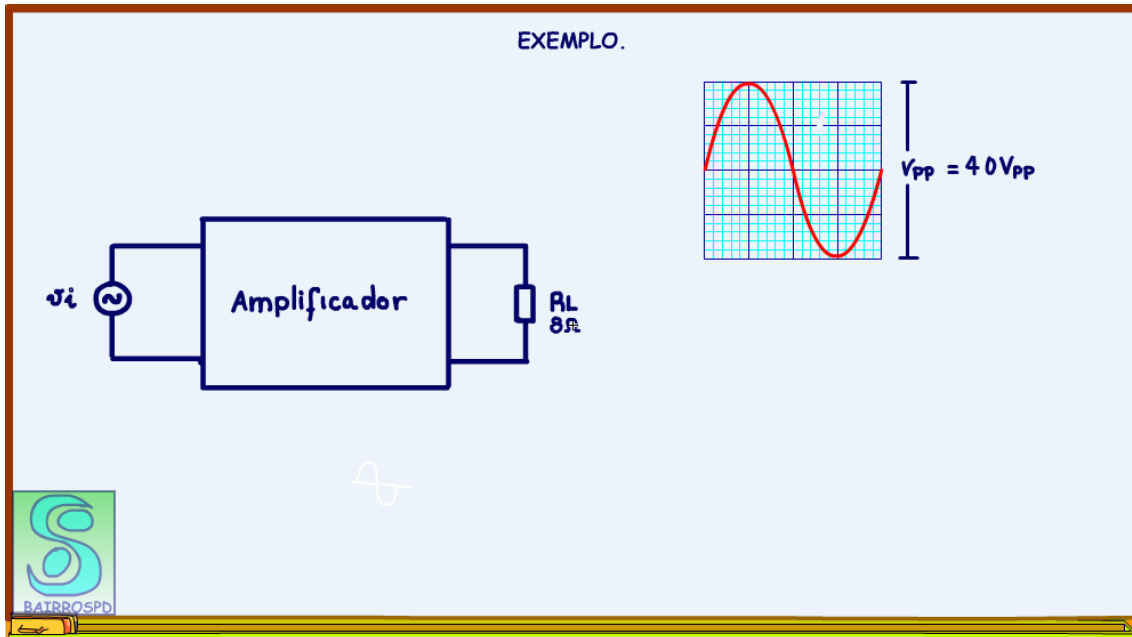 EXEMPLO.
VPP = 40VPP
vi
Amplificador
RL
8Ω
BAIRROSPD